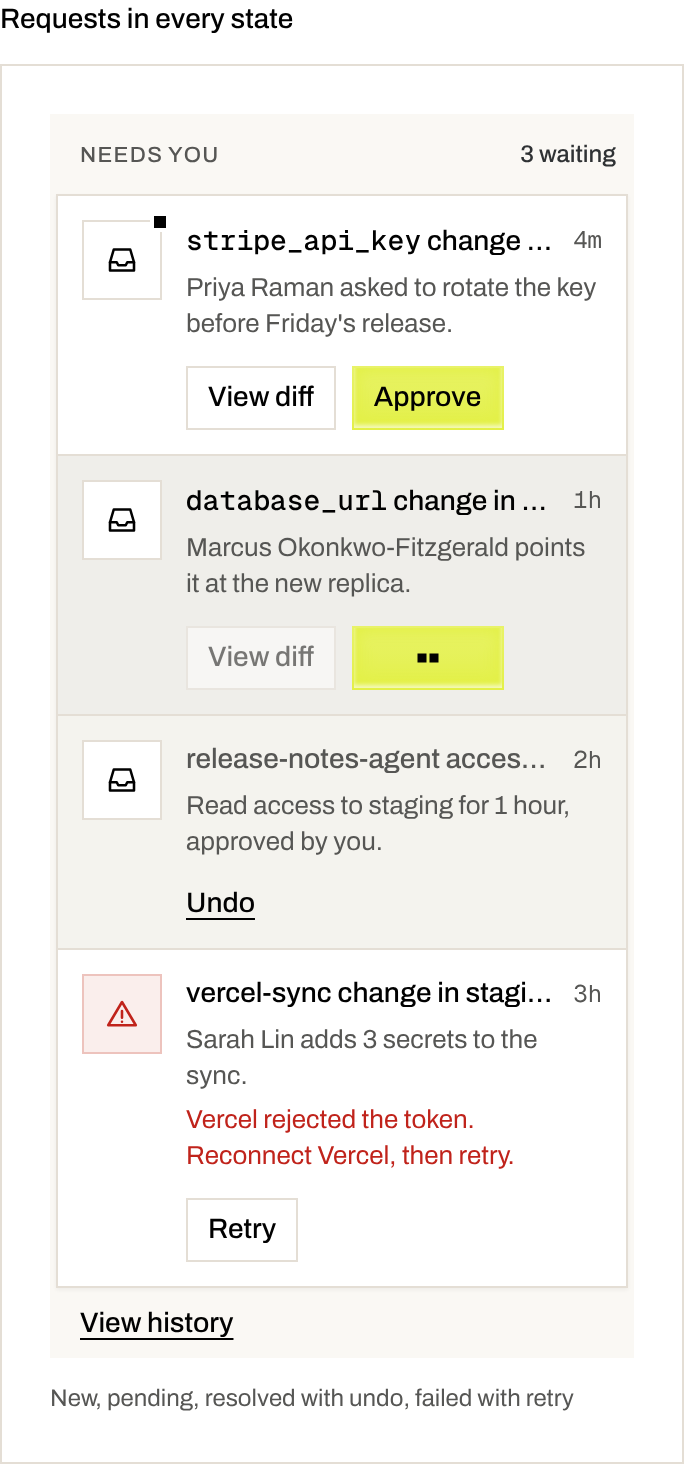 Requests in every state
NEEDS YOU
3 waiting
stripe_api_key change ...
4m
Priya Raman asked to rotate the key
before Friday's release.
View diff
Approve
database_url change in ...
1h
Marcus Okonkwo-Fitzgerald points
it at the new replica.
View diff
release-notes-agent acces...
2h
Read access to staging for 1 hour,
approved by you.
Undo
vercel-sync change in stagi...
3h
Sarah Lin adds 3 secrets to the
sync.
Vercel rejected the token.
Reconnect Vercel, then retry.
Retry
View history
New, pending, resolved with undo, failed with retry